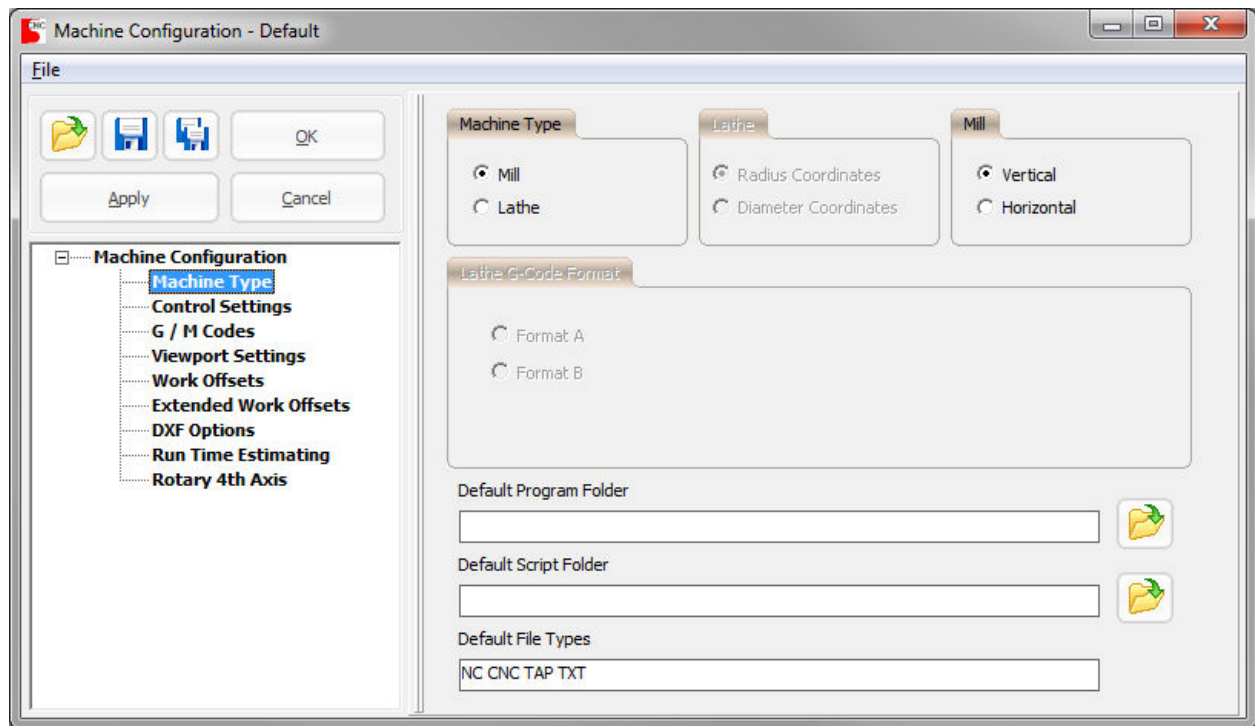 CNC
Machine Configuration - Default
File
OK
Apply
Cancel
Machine Configuration
Machine Type
Control Settings
G / M Codes
Viewport Settings
Work Offsets
Extended Work Offsets
DXF Options
Run Time Estimating
Rotary 4th Axis
Machine Type
Mill
Lathe
Lathe
Radius Coordinates
Diameter Coordinates
Mill
Vertical
Horizontal
Lathe G-Code Format
Format A
Format B
Default Program Folder
Default Script Folder
Default File Types
NC CNC TAP TXT